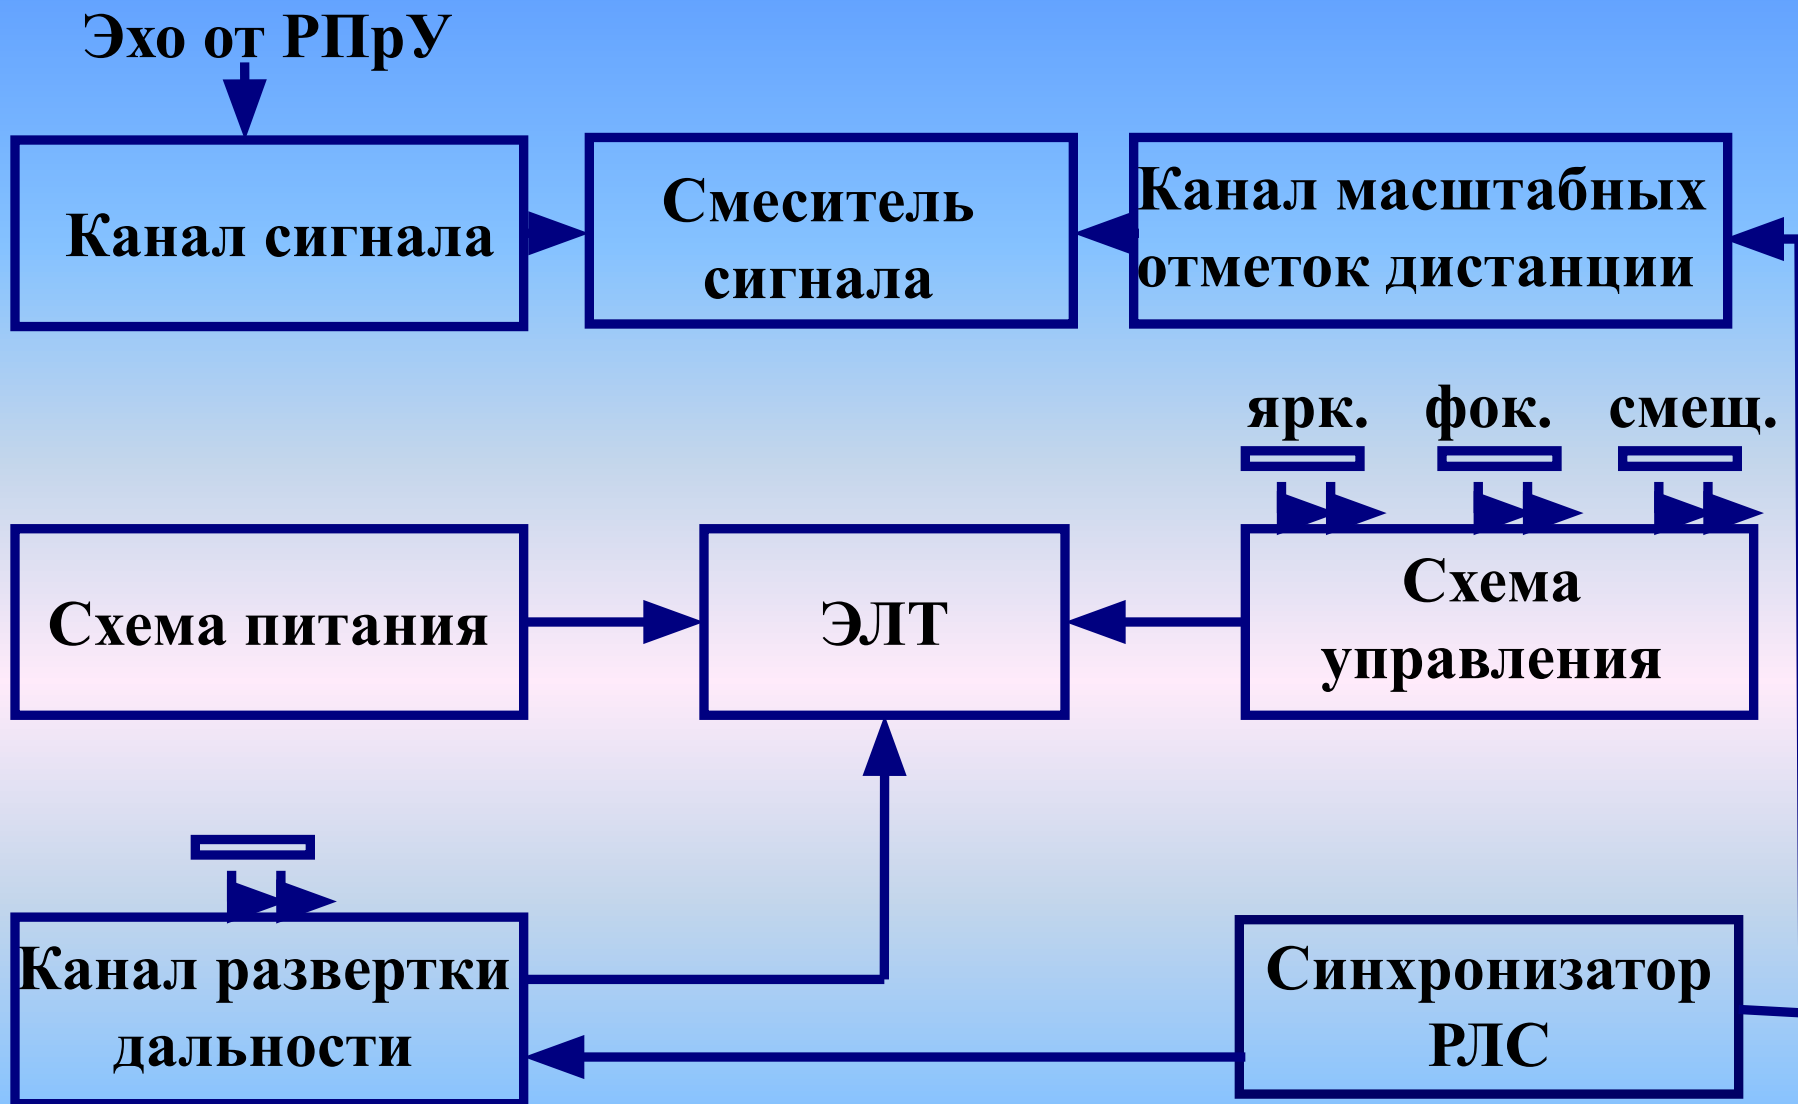 Эхо от РПрУ
Канал сигнала
Смеситель
сигнала
Канал масштабных
отметок дистанции
ярк. фок. смещ.
Схема питания
ЭЛТ
Схема
управления
Канал развертки
дальности
Синхронизатор
РЛС